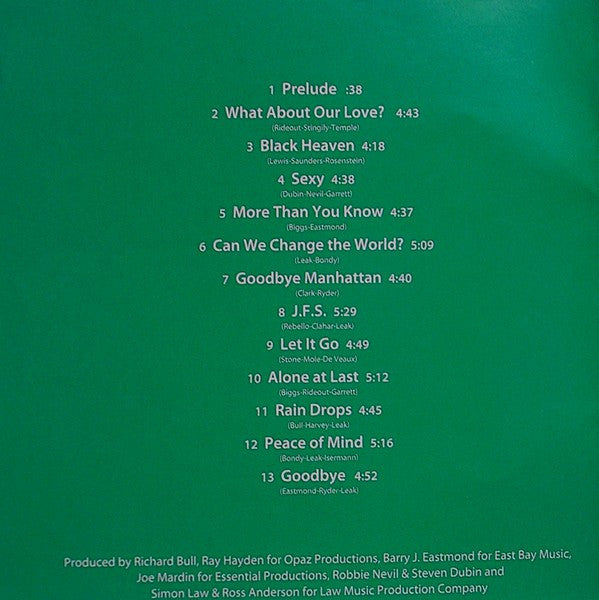 1 Prelude :38
2 What About Our Love? 4:43
(Rideout-Stingily-Temple)
3 Black Heaven 4:18
(Lewis-Saunders-Rosenstein)
4 Sexy 4:38
(Dubin-Nevil-Garrett)
5 More Than You Know 4:37
(Biggs-Eastmond)
6 Can We Change the World? 5:09
(Leak-Bondy)
7 Goodbye Manhattan 4:40
(Clark-Ryder)
8 J.F.S. 5:29
(Rebello-Clahar-Leak)
9 Let It Go 4:49
(Stone-Moie-De Veaux)
10 Alone at Last 5:12
(Biggs-Rideout-Garrett)
11 Rain Drops 4:45
(Bull-Harvey-Leak)
12 Peace of Mind 5:16
(Bondy-Leak-Isermann)
13 Goodbye 4:52
(Eastmond-Ryder-Leak)
Produced by Richard Bull, Ray Hayden for Opaz Productions, Barry J. Eastmond for East Bay Music,
Joe Mardin for Essential Productions, Robbie Nevil & Steven Dubin and
Simon Law & Ross Anderson for Law Music Production Company